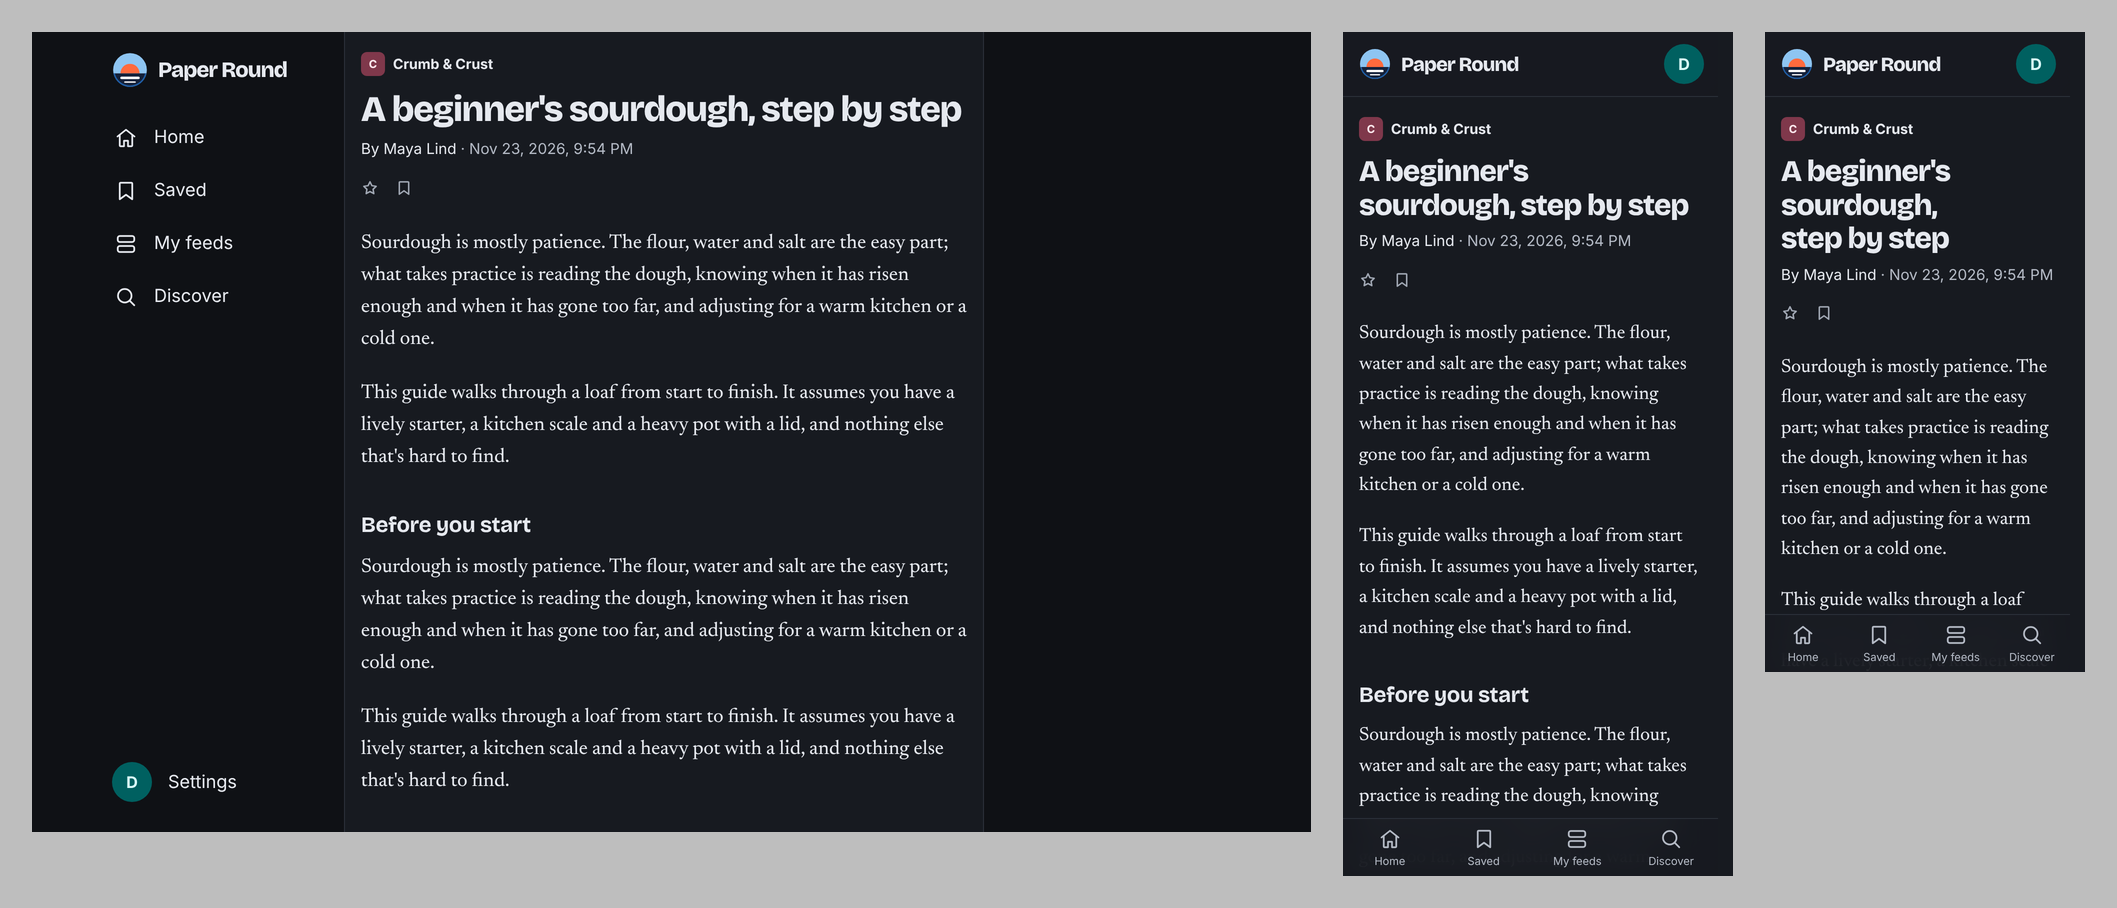 Paper Round
Home
Saved
My feeds
Discover
D
Settings
C
Crumb & Crust
A beginner's sourdough, step by step
By Maya Lind · Nov 23, 2026, 9:54 PM
Sourdough is mostly patience. The flour, water and salt are the easy part;
what takes practice is reading the dough, knowing when it has risen
enough and when it has gone too far, and adjusting for a warm kitchen or a
cold one.
This guide walks through a loaf from start to finish. It assumes you have a
lively starter, a kitchen scale and a heavy pot with a lid, and nothing else
that's hard to find.
Before you start
Sourdough is mostly patience. The flour, water and salt are the easy part;
what takes practice is reading the dough, knowing when it has risen
enough and when it has gone too far, and adjusting for a warm kitchen or a
cold one.
This guide walks through a loaf from start to finish. It assumes you have a
lively starter, a kitchen scale and a heavy pot with a lid, and nothing else
that's hard to find.
Paper Round
D
C
Crumb & Crust
A beginner's
sourdough, step by step
By Maya Lind · Nov 23, 2026, 9:54 PM
Sourdough is mostly patience. The flour,
water and salt are the easy part; what takes
practice is reading the dough, knowing
when it has risen enough and when it has
gone too far, and adjusting for a warm
kitchen or a cold one.
This guide walks through a loaf from start
to finish. It assumes you have a lively starter,
a kitchen scale and a heavy pot with a lid,
and nothing else that's hard to find.
Before you start
Sourdough is mostly patience. The flour,
water and salt are the easy part; what takes
practice is reading the dough, knowing
Home
Saved
My feeds
Discover
Paper Round
D
C
Crumb & Crust
A beginner's
sourdough,
step by step
By Maya Lind · Nov 23, 2026, 9:54 PM
Sourdough is mostly patience. The
flour, water and salt are the easy
part; what takes practice is reading
the dough, knowing when it has
risen enough and when it has gone
too far, and adjusting for a warm
kitchen or a cold one.
This guide walks through a loaf
Home
Saved
My feeds
Discover